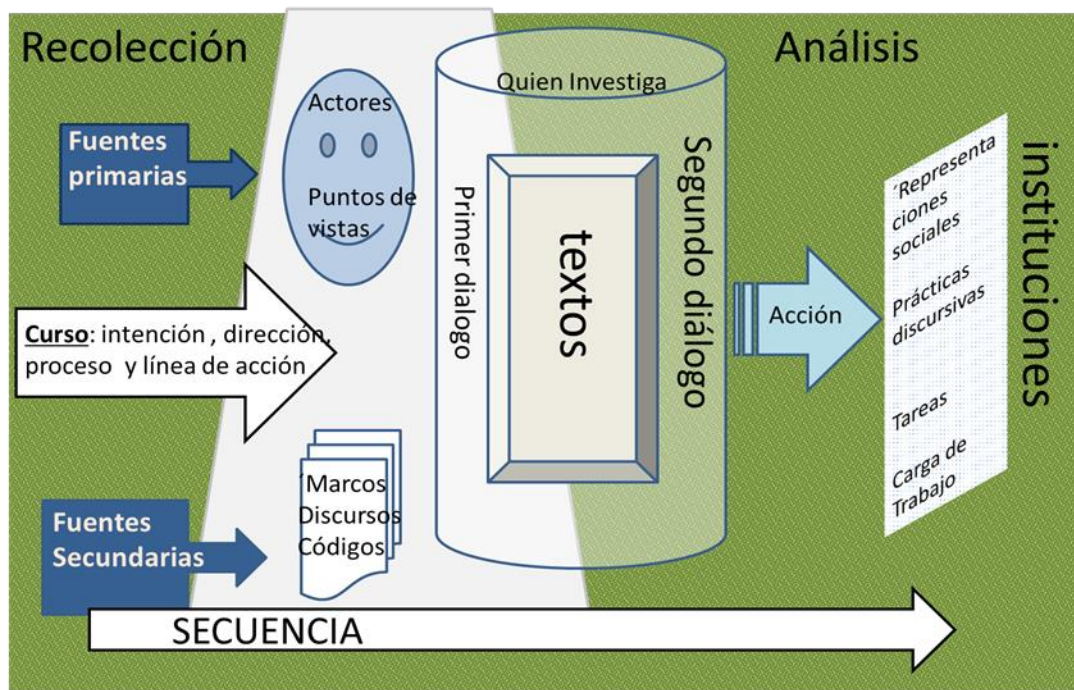 Recolección
Análisis
Fuentes
primarias
Actores
Puntos de
vistas
Curso: intención , dirección,
proceso y línea de acción
Fuentes
Secundarias
´Marcos
Discursos
Códigos
Quien Investiga
Primer dialogo
textos
Segundo diálogo
Acción
´Representa
ciones
sociales
Prácticas
discursivas
Tareas
Carga de
Trabajo
instituciones
SECUENCIA